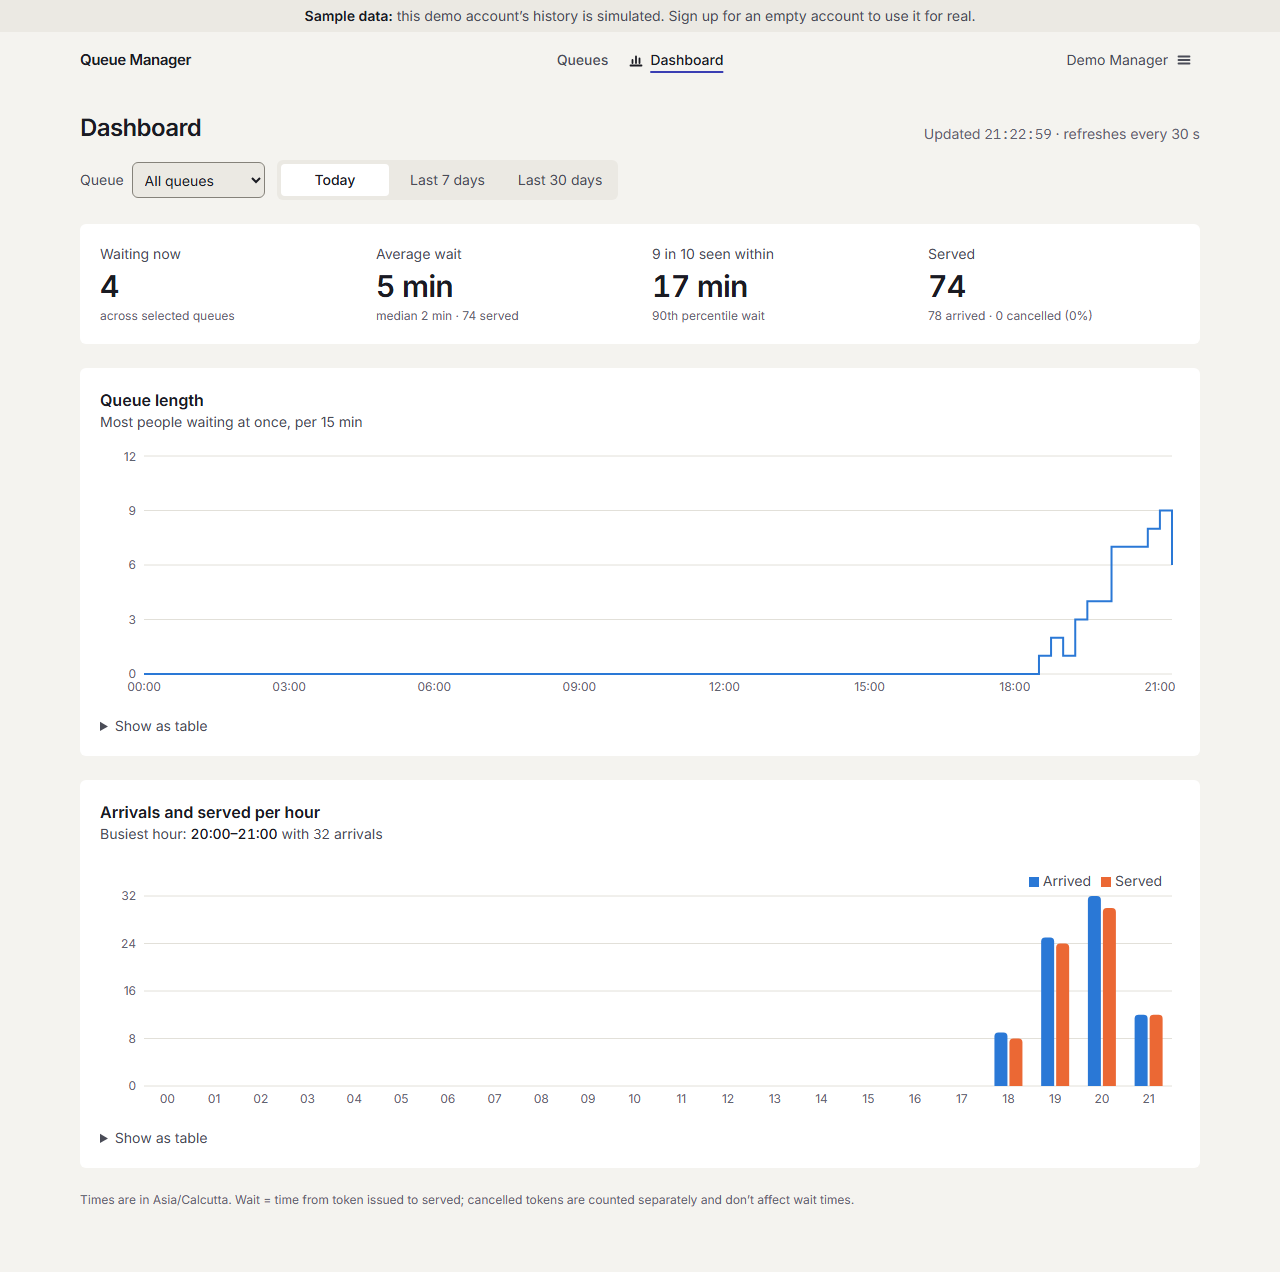 Sample data: this demo account’s history is simulated. Sign up for an empty account to use it for real.
Queue Manager
Queues
Dashboard
Demo Manager
Dashboard
Updated 21:22:59 · refreshes every 30 s
Queue
All queues
Today
Last 7 days
Last 30 days
Waiting now
4
across selected queues
Average wait
5 min
median 2 min · 74 served
9 in 10 seen within
17 min
90th percentile wait
Served
74
78 arrived · 0 cancelled (0%)
Queue length
Most people waiting at once, per 15 min
12
9
6
3
0
00:00 03:00 06:00 09:00 12:00 15:00 18:00 21:00
Show as table
Arrivals and served per hour
Busiest hour: 20:00–21:00 with 32 arrivals
Arrived Served
32
24
16
8
0
00 01 02 03 04 05 06 07 08 09 10 11 12 13 14 15 16 17 18 19 20 21
Show as table
Times are in Asia/Calcutta. Wait = time from token issued to served; cancelled tokens are counted separately and don’t affect wait times.